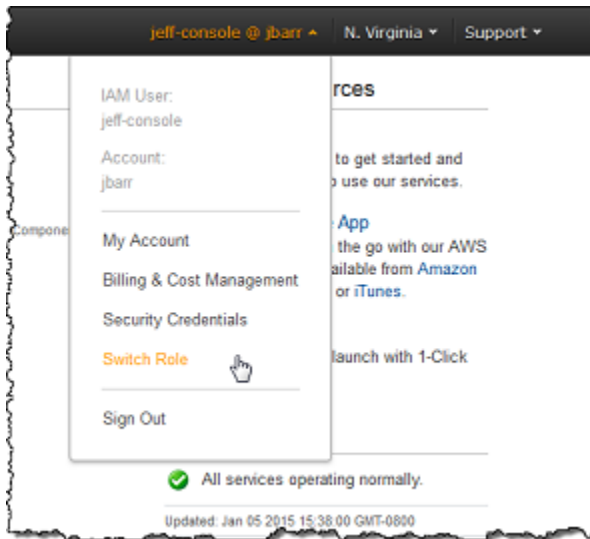 jeff-console @ jbarr N. Virginia Support
IAM User:
jeff-console
Account:
jbarr
My Account
Billing & Cost Management
Security Credentials
Switch Role
Sign Out
Compone
rces
to get started and
use our services.
App
the go with our AWS
ailable from Amazon
or iTunes.
launch with 1-Click
All services operating normally.
Updated: Jan 05 2015 15:38:00 GMT-0800